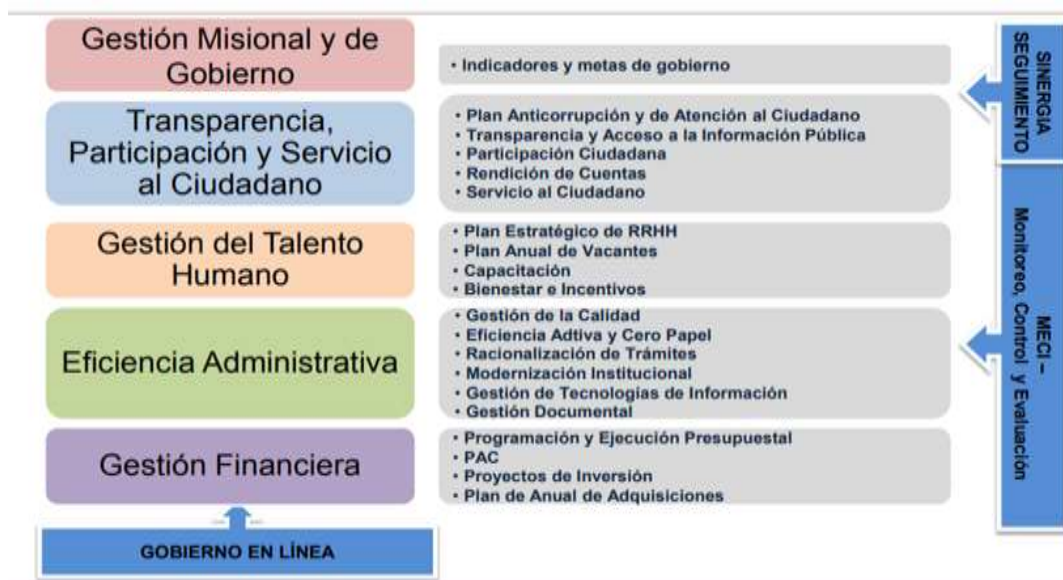 Gestión Misional y de
Gobierno
• Indicadores y metas de gobierno
Transparencia,
Participación y Servicio
al Ciudadano
• Plan Anticorrupción y de Atención al Ciudadano
• Transparencia y Acceso a la Información Pública
• Participación Ciudadana
• Rendición de Cuentas
• Servicio al Ciudadano
Gestión del Talento
Humano
• Plan Estratégico de RRHH
• Plan Anual de Vacantes
• Capacitación
• Bienestar e Incentivos
Eficiencia Administrativa
• Gestión de la Calidad
• Eficiencia Adtiva y Cero Papel
• Racionalización de Trámites
• Modernización Institucional
• Gestión de Tecnologías de Información
• Gestión Documental
Gestión Financiera
• Programación y Ejecución Presupuestal
• PAC
• Proyectos de Inversión
• Plan de Anual de Adquisiciones
GOBIERNO EN LÍNEA
SINERGIA
SEGUIMIENTO
MECI –
Monitoreo, Control y Evaluación